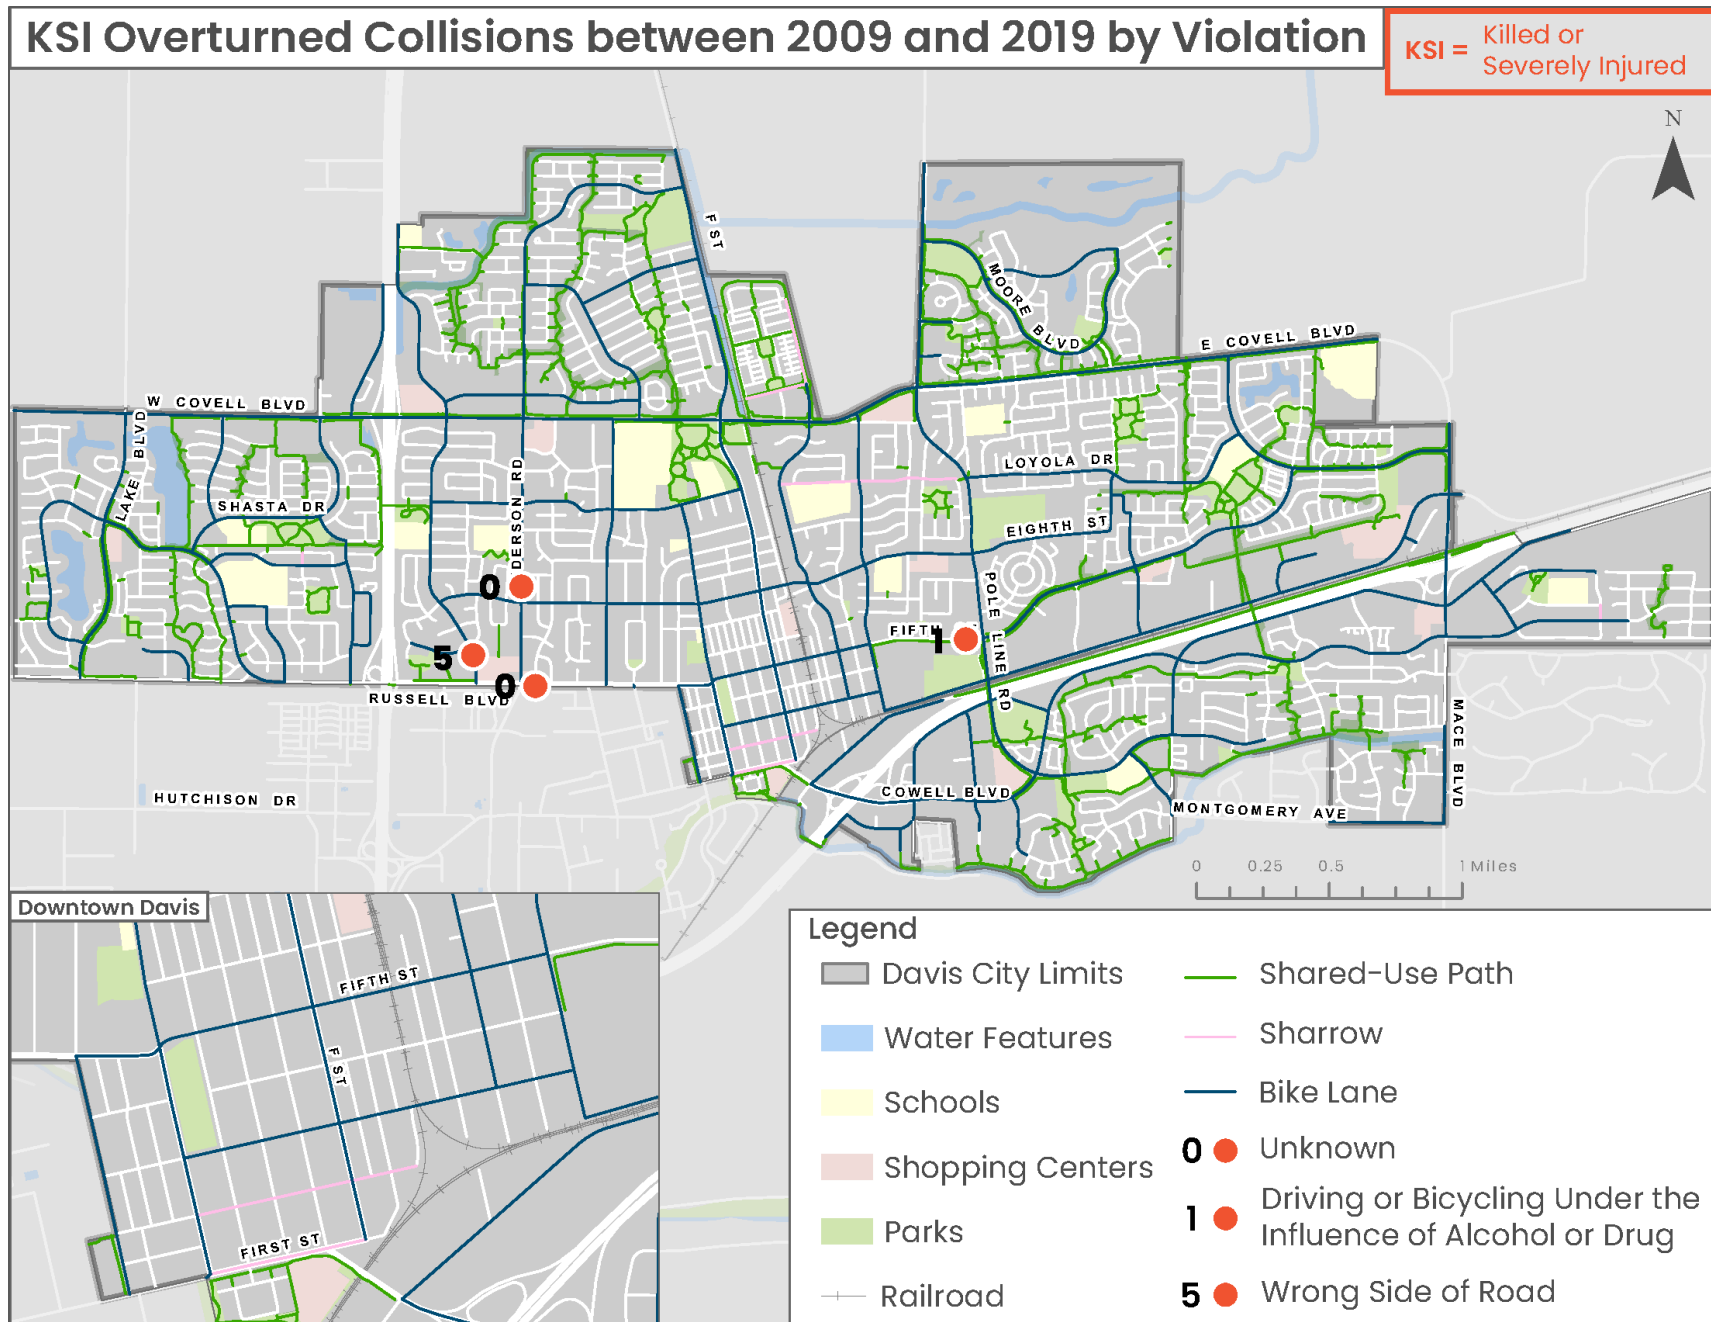 KSI Overturned Collisions between 2009 and 2019 by Violation
KSI = Killed or
Severely Injured
N
F ST
MOORE BLVD
E COVELL BLVD
W COVELL BLVD
LAKE BLVD
DERSON RD
LOYOLA DR
SHASTA DR
EIGHTH ST
0
POLE LINE RD
FIFTH
1
5
0
RUSSELL BLVD
MACE BLVD
COWELL BLVD
HUTCHISON DR
MONTGOMERY AVE
0 0.25 0.5 1 Miles
Downtown Davis
FIFTH ST
F ST
FIRST ST
Legend
Davis City Limits
Water Features
Schools
Shopping Centers
Parks
Railroad
Shared-Use Path
Sharrow
Bike Lane
0 Unknown
1 Driving or Bicycling Under the
Influence of Alcohol or Drug
5 Wrong Side of Road